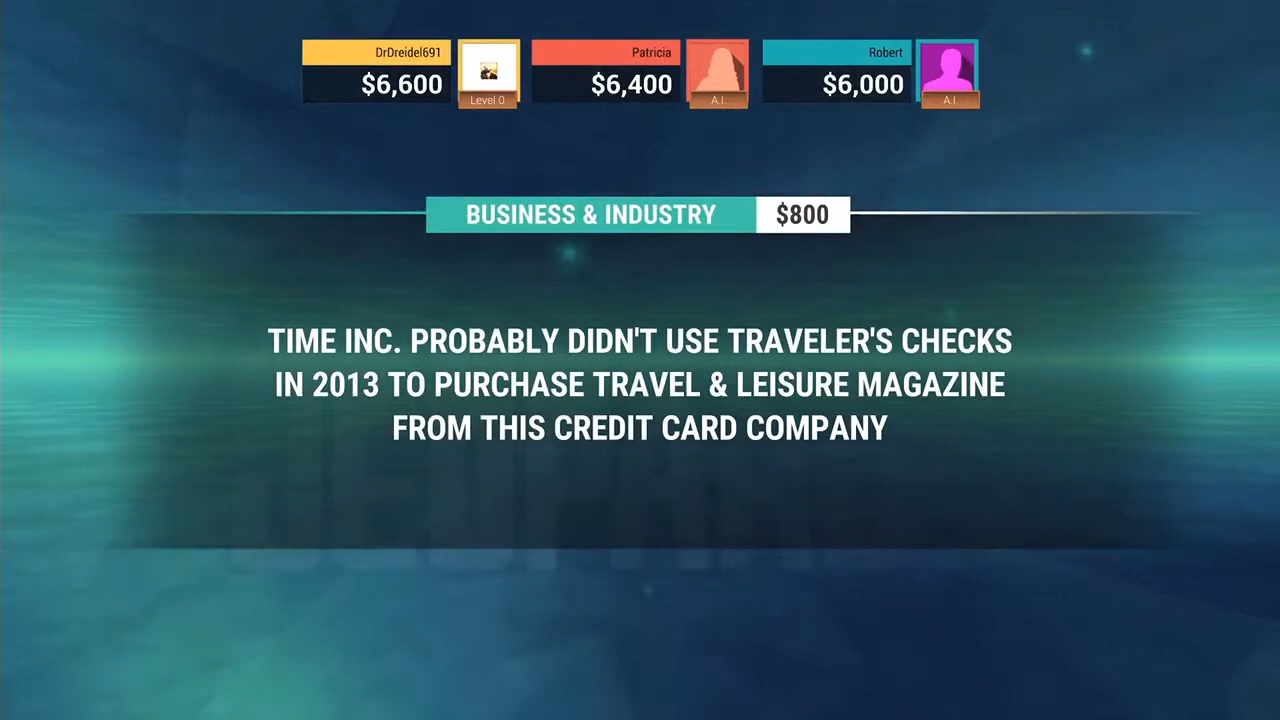 DrDreidel691
$6,600
Level 0
Patricia
$6,400
A.I.
Robert
$6,000
A.I.
BUSINESS & INDUSTRY $800
TIME INC. PROBABLY DIDN'T USE TRAVELER'S CHECKS
IN 2013 TO PURCHASE TRAVEL & LEISURE MAGAZINE
FROM THIS CREDIT CARD COMPANY